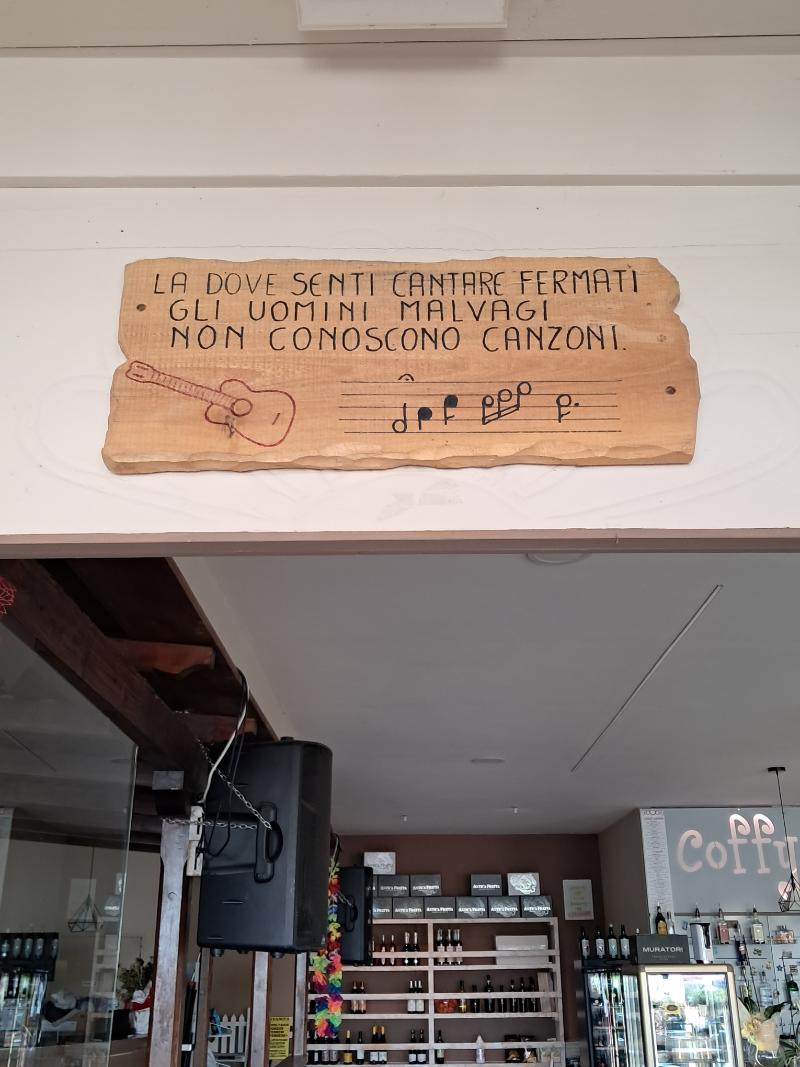 LA DOVE SENTI CANTARE FERMATI
GLI UOMINI MALVAGI
NON CONOSCONO CANZONI.
Coffy
MURATORI